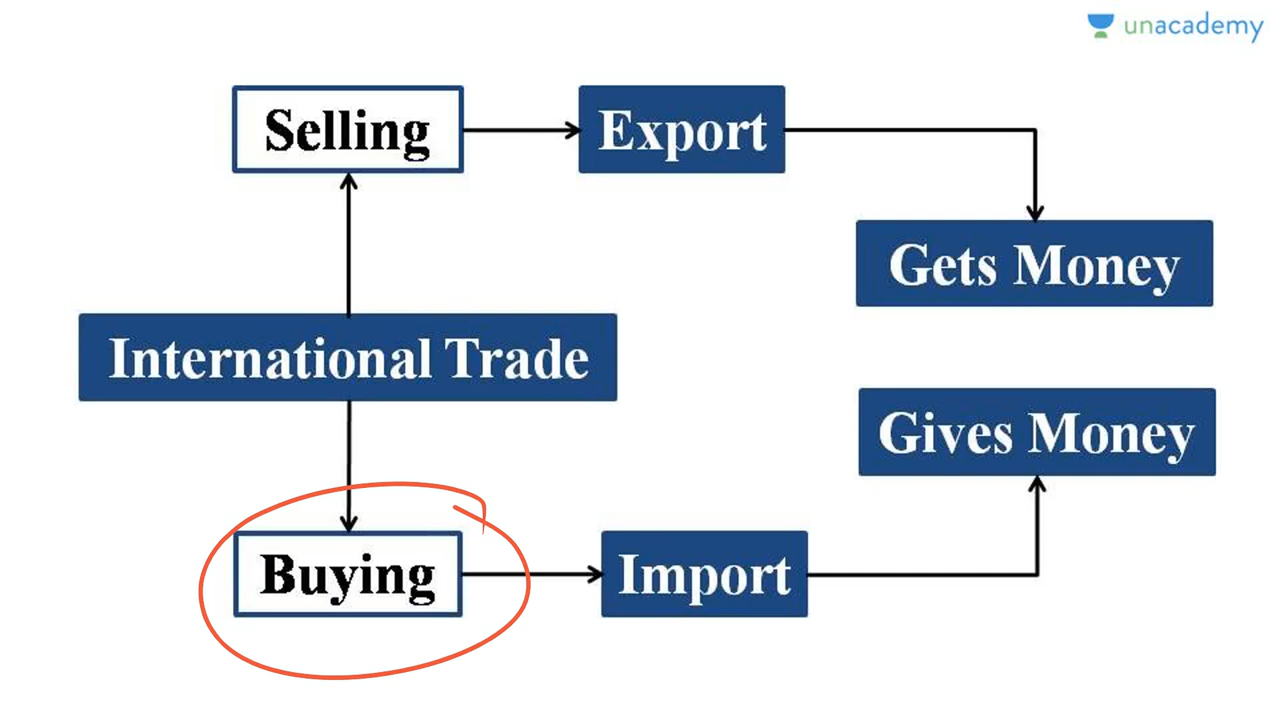 unacademy
Selling
Export
Gets Money
International Trade
Gives Money
Buying
Import